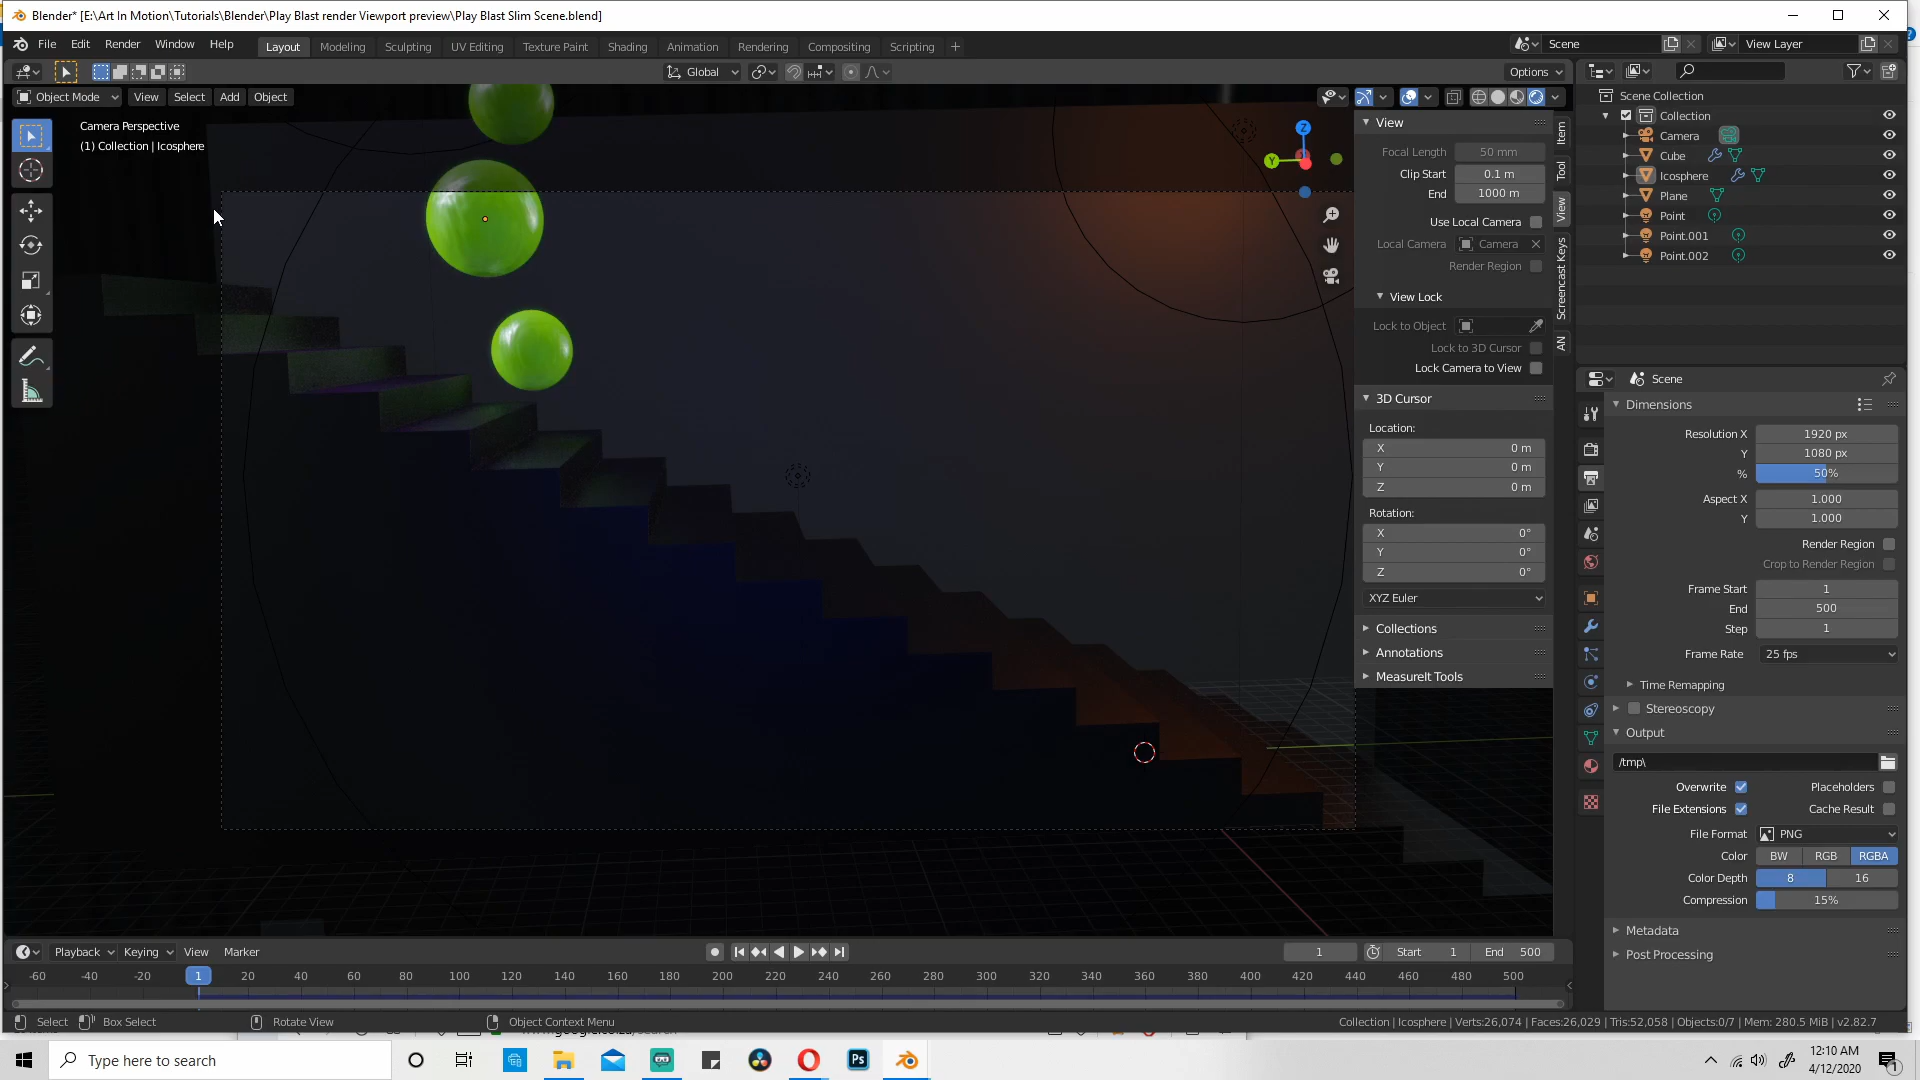 Blender* [E:\Art In Motion\Tutorials\Blender\Play Blast render Viewport preview\Play Blast Slim Scene.blend]
File Edit Render Window Help Layout Modeling Sculpting UV Editing Texture Paint Shading Animation Rendering Compositing Scripting + Scene View Layer
Global Options
Object Mode View Select Add Object
Camera Perspective
(1) Collection | Icosphere
Z
Y
View
Focal Length 50 mm
Clip Start 0.1 m
End 1000 m
Use Local Camera
Local Camera Camera
Render Region
View Lock
Lock to Object
Lock to 3D Cursor
Lock Camera to View
3D Cursor
Location:
X 0 m
Y 0 m
Z 0 m
Rotation:
X 0°
Y 0°
Z 0°
XYZ Euler
Collections
Annotations
MeasureIt Tools
Item
Tool
View
Screencast Keys
AN
Scene Collection
Collection
Camera
Cube
Icosphere
Plane
Point
Point.001
Point.002
Scene
Dimensions
Resolution X 1920 px
Y 1080 px
% 50%
Aspect X 1.000
Y 1.000
Render Region
Crop to Render Region
Frame Start 1
End 500
Step 1
Frame Rate 25 fps
Time Remapping
Stereoscopy
Output
/tmp\
Overwrite Placeholders
File Extensions Cache Result
File Format PNG
Color BW RGB RGBA
Color Depth 8 16
Compression 15%
Metadata
Post Processing
Playback Keying View Marker 1 Start 1 End 500
-60 -40 -20 1 20 40 60 80 100 120 140 160 180 200 220 240 260 280 300 320 340 360 380 400 420 440 460 480 500
Select Box Select Rotate View Object Context Menu Collection | Icosphere | Verts:26,074 | Faces:26,029 | Tris:52,058 | Objects:0/7 | Mem: 280.5 MiB | v2.82.7
Type here to search
Ps
12:10 AM
4/12/2020
1